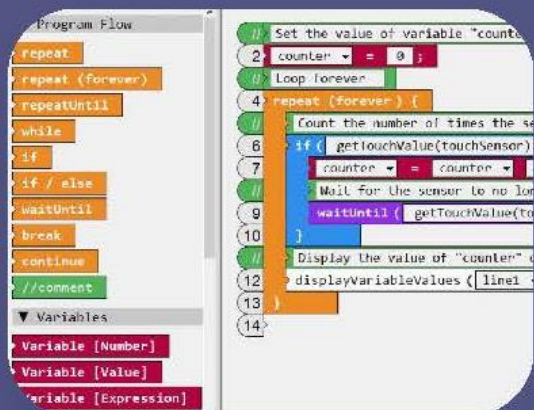 Program Flow
repeat
repeat (forever)
repeatUntil
while
if
if / else
waitUntil
break
continue
//comment
▼ Variables
Variable [Number]
Variable [Value]
Variable [Expression]
// Set the value of variable "counte
2 counter = 0 ;
// Loop forever
4 repeat (forever) {
// Count the number of times the se
6 if ( getTouchValue(touchSensor)
7 counter = counter
// Wait for the sensor to no lon
9 waitUntil ( getTouchValue(to
10 }
// Display the value of "counter" o
12 displayVariableValues ( line1
13 }
14